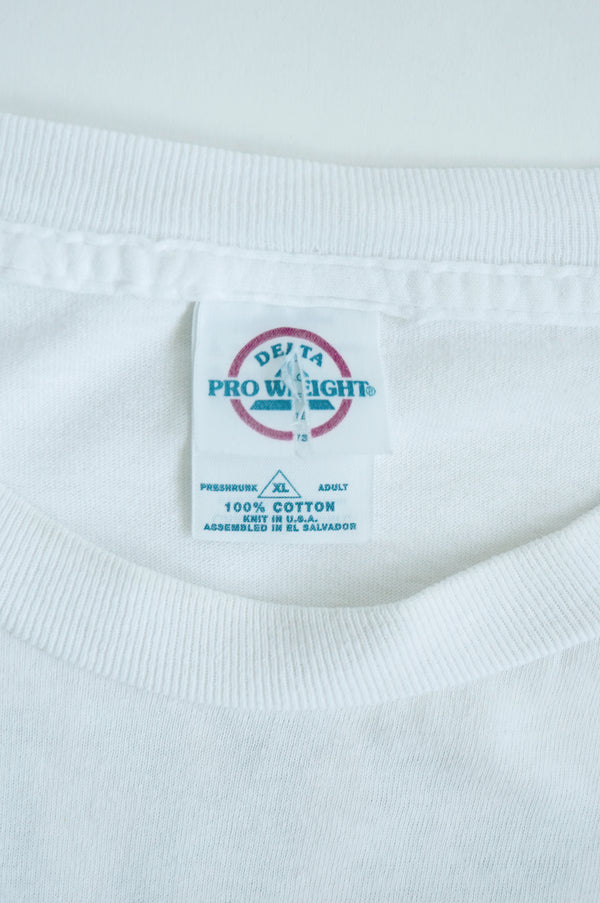 DELTA
PRO WEIGHT®
PRESHRUNK XL ADULT
100% COTTON
KNIT IN U.S.A.
ASSEMBLED IN EL SALVADOR